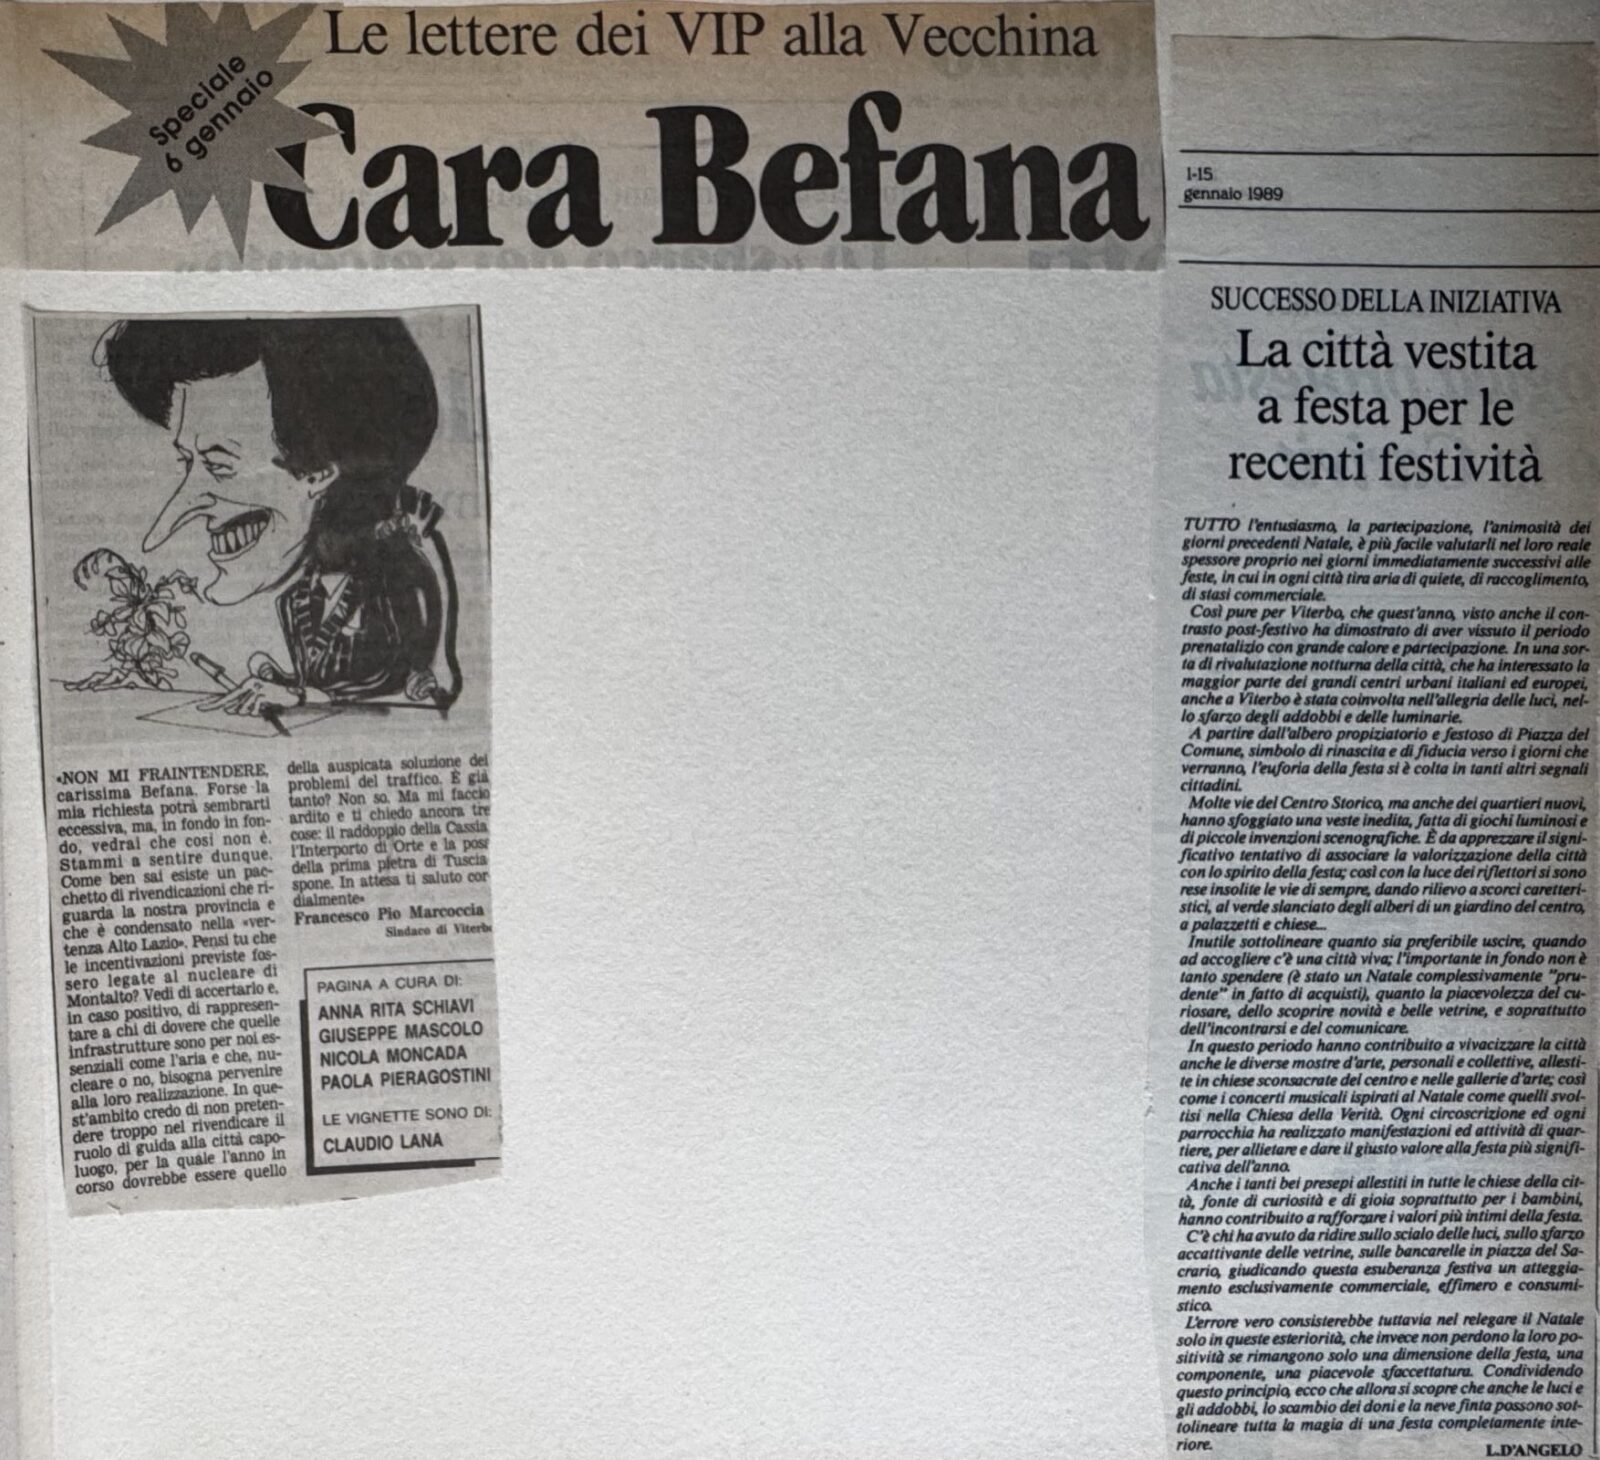 Le lettere dei VIP alla Vecchina
Speciale
6 gennaio
Cara Befana
«NON MI FRAINTENDERE,
carissima Befana. Forse la
mia richiesta potrà sembrarti
eccessiva, ma, in fondo in fon-
do, vedrai che così non è.
Stammi a sentire dunque.
Come ben sai esiste un pac-
chetto di rivendicazioni che ri-
guarda la nostra provincia e
che è condensato nella «ver-
tenza Alto Lazio». Pensi tu che
le incentivazioni previste fos-
sero legate al nucleare di
Montalto? Vedi di accertarlo e,
in caso positivo, di rappresen-
tare a chi di dovere che quelle
infrastrutture sono per noi es-
senziali come l'aria e che, nu-
cleare o no, bisogna pervenire
alla loro realizzazione. In que-
st'ambito credo di non preten-
dere troppo nel rivendicare il
ruolo di guida alla città capo-
luogo, per la quale l'anno in
corso dovrebbe essere quello
della auspicata soluzione dei
problemi del traffico. È già
tanto? Non so. Ma mi faccio
ardito e ti chiedo ancora tre
cose: il raddoppio della Cassia
l'Interporto di Orte e la pos
della prima pietra di Tuscia
spone. In attesa ti saluto cor
dialmente»
Francesco Pio Marcoccia
Sindaco di Viterbo
PAGINA A CURA DI:
ANNA RITA SCHIAVI
GIUSEPPE MASCOLO
NICOLA MONCADA
PAOLA PIERAGOSTINI
LE VIGNETTE SONO DI:
CLAUDIO LANA
1-15
gennaio 1989
SUCCESSO DELLA INIZIATIVA
La città vestita
a festa per le
recenti festività
TUTTO l'entusiasmo, la partecipazione, l'animosità dei
giorni precedenti Natale, è più facile valutarli nel loro reale
spessore proprio nei giorni immediatamente successivi alle
feste, in cui in ogni città tira aria di quiete, di raccoglimento,
di stasi commerciale.
Così pure per Viterbo, che quest'anno, visto anche il con-
trasto post-festivo ha dimostrato di aver vissuto il periodo
prenatalizio con grande calore e partecipazione. In una sor-
ta di rivalutazione notturna della città, che ha interessato la
maggior parte dei grandi centri urbani italiani ed europei,
anche a Viterbo è stata coinvolta nell'allegria delle luci, nel-
lo sfarzo degli addobbi e delle luminarie.
A partire dall'albero propiziatorio e festoso di Piazza del
Comune, simbolo di rinascita e di fiducia verso i giorni che
verranno, l'euforia della festa si è colta in tanti altri segnali
cittadini.
Molte vie del Centro Storico, ma anche dei quartieri nuovi,
hanno sfoggiato una veste inedita, fatta di giochi luminosi e
di piccole invenzioni scenografiche. È da apprezzare il signi-
ficativo tentativo di associare la valorizzazione della città
con lo spirito della festa; così con la luce dei riflettori si sono
rese insolite le vie di sempre, dando rilievo a scorci caretteri-
stici, al verde slanciato degli alberi di un giardino del centro,
a palazzetti e chiese...
Inutile sottolineare quanto sia preferibile uscire, quando
ad accogliere c'è una città viva; l'importante in fondo non è
tanto spendere (è stato un Natale complessivamente "pru-
dente" in fatto di acquisti), quanto la piacevolezza del cu-
riosare, dello scoprire novità e belle vetrine, e soprattutto
dell'incontrarsi e del comunicare.
In questo periodo hanno contribuito a vivacizzare la città
anche le diverse mostre d'arte, personali e collettive, allesti-
te in chiese sconsacrate del centro e nelle gallerie d'arte; così
come i concerti musicali ispirati al Natale come quelli svol-
tisi nella Chiesa della Verità. Ogni circoscrizione ed ogni
parrocchia ha realizzato manifestazioni ed attività di quar-
tiere, per allietare e dare il giusto valore alla festa più signifi-
cativa dell'anno.
Anche i tanti bei presepi allestiti in tutte le chiese della cit-
tà, fonte di curiosità e di gioia soprattutto per i bambini,
hanno contribuito a rafforzare i valori più intimi della festa.
C'è chi ha avuto da ridire sullo scialo delle luci, sullo sfarzo
accattivante delle vetrine, sulle bancarelle in piazza del Sa-
crario, giudicando questa esuberanza festiva un atteggia-
mento esclusivamente commerciale, effimero e consumi-
stico.
L'errore vero consisterebbe tuttavia nel relegare il Natale
solo in queste esteriorità, che invece non perdono la loro po-
sitività se rimangono solo una dimensione della festa, una
componente, una piacevole sfaccettatura. Condividendo
questo principio, ecco che allora si scopre che anche le luci e
gli addobbi, lo scambio dei doni e la neve finta possono sot-
tolineare tutta la magia di una festa completamente inte-
riore.
L.D'ANGELO